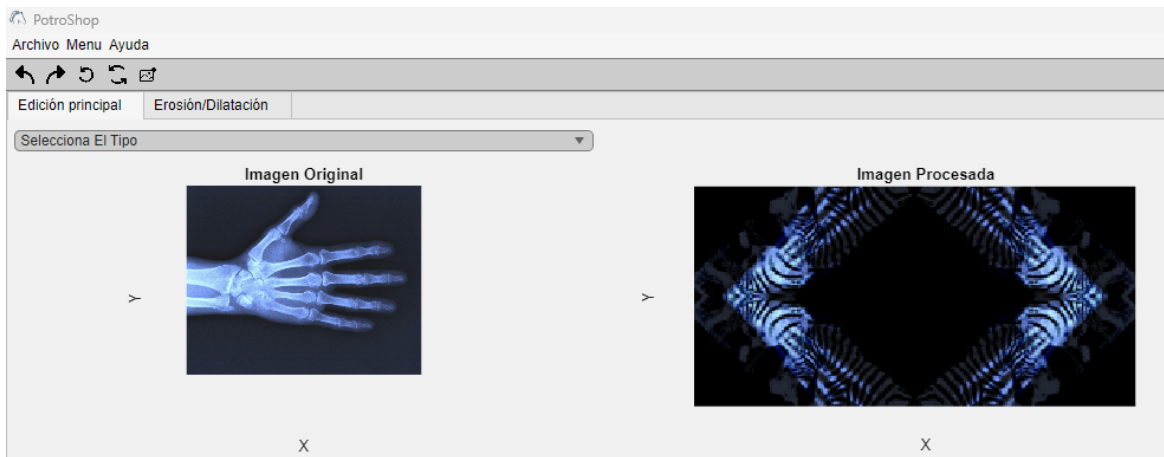 PotroShop
Archivo Menu Ayuda
Edición principal Erosión/Dilatación
Selecciona El Tipo
Imagen Original Imagen Procesada
Y Y
X X